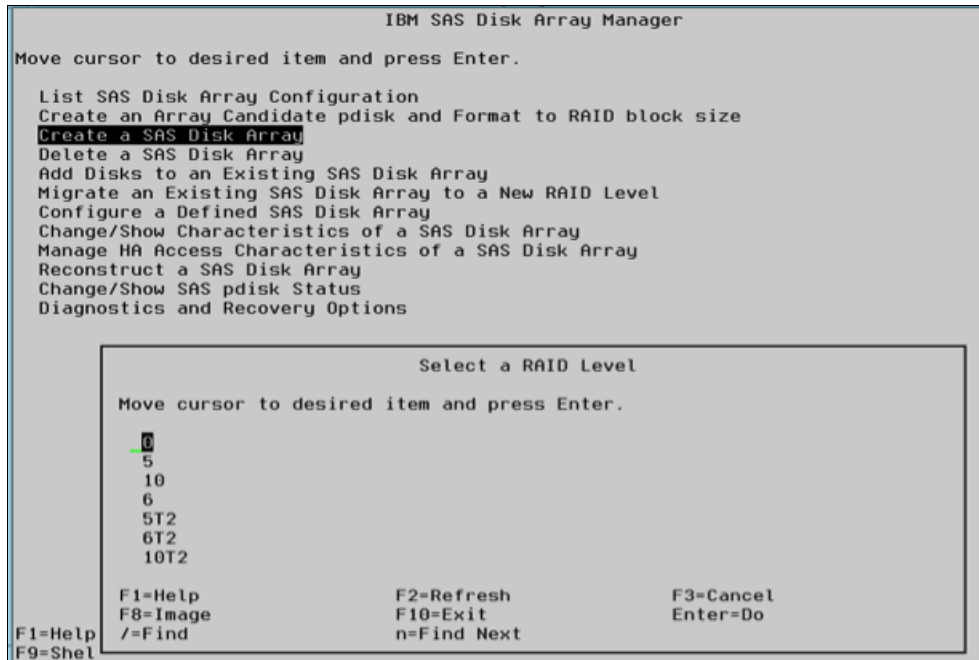 IBM SAS Disk Array Manager
Move cursor to desired item and press Enter.
List SAS Disk Array Configuration
Create an Array Candidate pdisk and Format to RAID block size
Create a SAS Disk Array
Delete a SAS Disk Array
Add Disks to an Existing SAS Disk Array
Migrate an Existing SAS Disk Array to a New RAID Level
Configure a Defined SAS Disk Array
Change/Show Characteristics of a SAS Disk Array
Manage HA Access Characteristics of a SAS Disk Array
Reconstruct a SAS Disk Array
Change/Show SAS pdisk Status
Diagnostics and Recovery Options
Select a RAID Level
Move cursor to desired item and press Enter.
0
5
10
6
5T2
6T2
10T2
F1=Help F2=Refresh F3=Cancel
F8=Image F10=Exit Enter=Do
F1=Help /=Find n=Find Next
F9=Shel